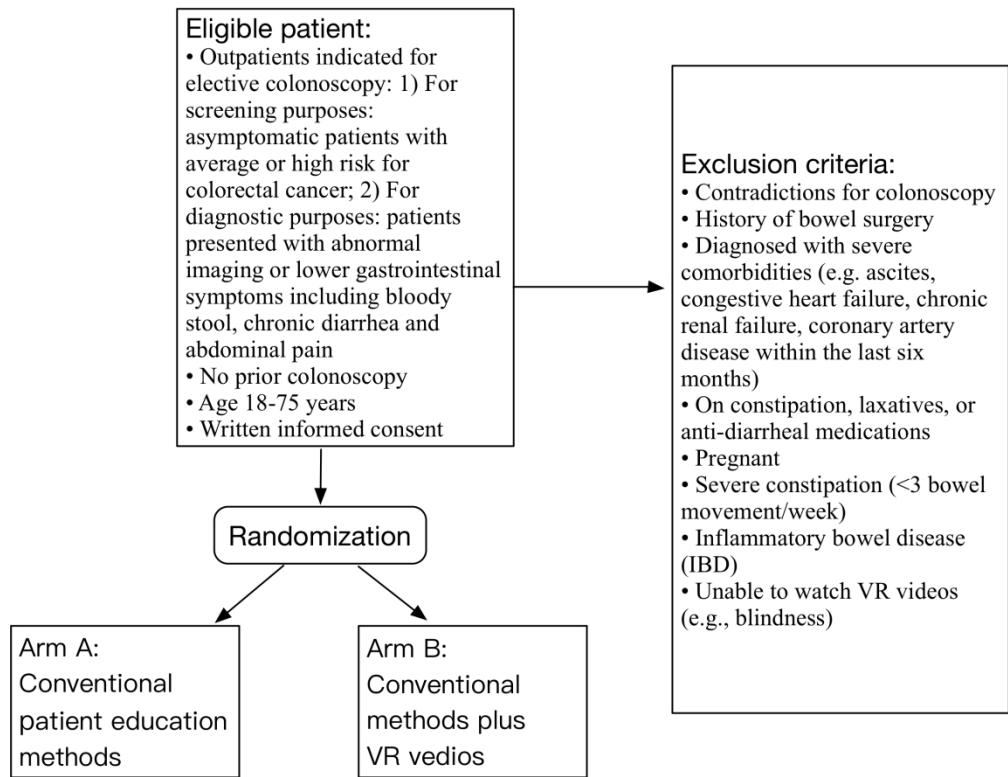 Eligible patient:
• Outpatients indicated for
elective colonoscopy: 1) For
screening purposes:
asymptomatic patients with
average or high risk for
colorectal cancer; 2) For
diagnostic purposes: patients
presented with abnormal
imaging or lower gastrointestinal
symptoms including bloody
stool, chronic diarrhea and
abdominal pain
• No prior colonoscopy
• Age 18-75 years
• Written informed consent
Exclusion criteria:
• Contradictions for colonoscopy
• History of bowel surgery
• Diagnosed with severe
comorbidities (e.g. ascites,
congestive heart failure, chronic
renal failure, coronary artery
disease within the last six
months)
• On constipation, laxatives, or
anti-diarrheal medications
• Pregnant
• Severe constipation (<3 bowel
movement/week)
• Inflammatory bowel disease
(IBD)
• Unable to watch VR videos
(e.g., blindness)
Randomization
Arm A:
Conventional
patient education
methods
Arm B:
Conventional
methods plus
VR vedios